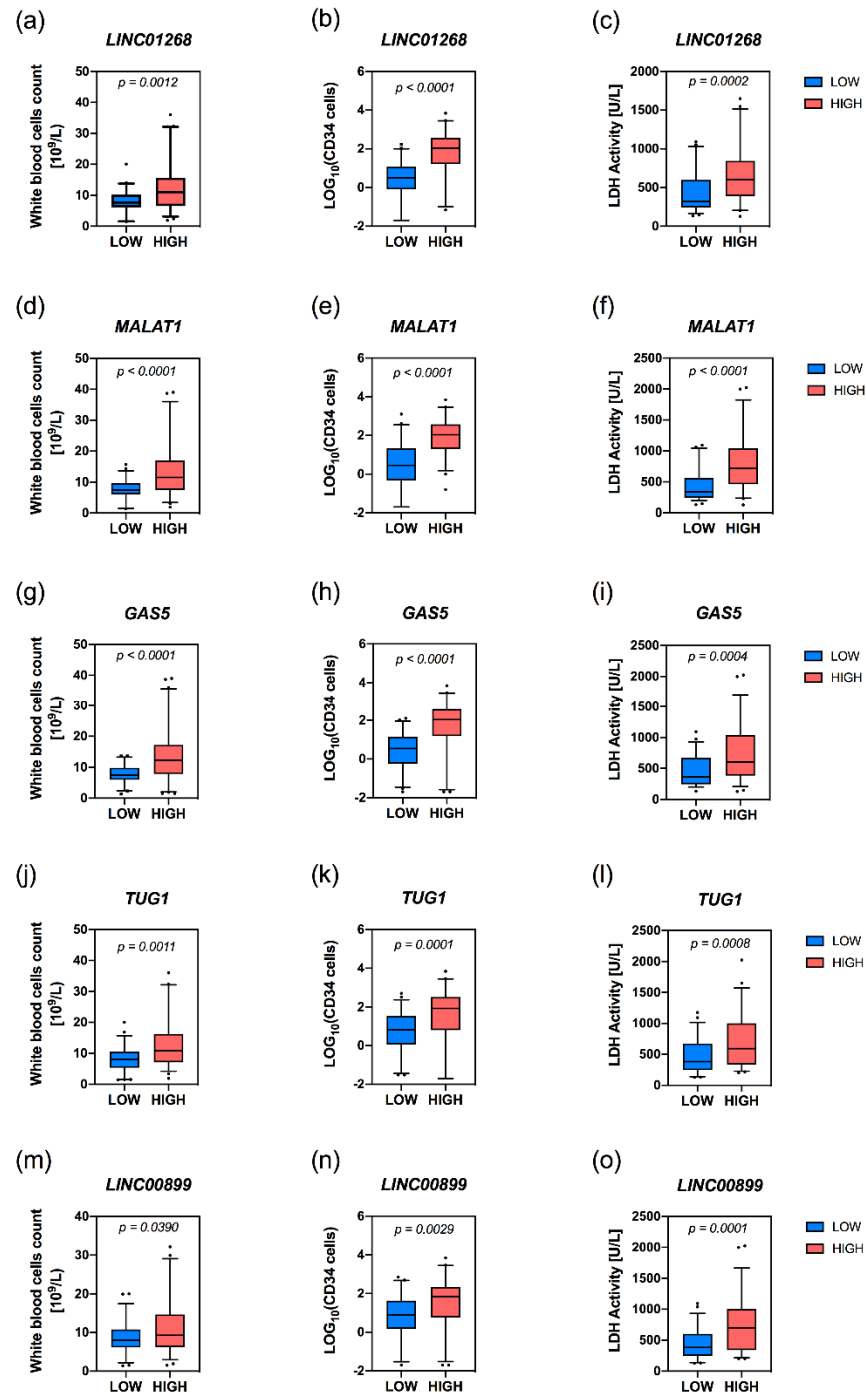 (a)
LINC01268
White blood cells count
[10⁹/L)
p = 0.0012
50
40
30
20
10
0
LOW HIGH
(b)
LINC01268
LOG₁₀(CD34 cells)
p < 0.0001
6
4
2
0
-2
LOW HIGH
(c)
LINC01268
LDH Activity [U/L]
p = 0.0002
2000
1500
1000
500
0
LOW HIGH
LOW
HIGH
(d)
MALAT1
White blood cells count
[10⁹/L)
p < 0.0001
50
40
30
20
10
0
LOW HIGH
(e)
MALAT1
LOG₁₀(CD34 cells)
p < 0.0001
6
4
2
0
-2
LOW HIGH
(f)
MALAT1
LDH Activity [U/L]
p < 0.0001
2500
2000
1500
1000
500
0
LOW HIGH
LOW
HIGH
(g)
GAS5
White blood cells count
[10⁹/L)
p < 0.0001
50
40
30
20
10
0
LOW HIGH
(h)
GAS5
LOG₁₀(CD34 cells)
p < 0.0001
6
4
2
0
-2
LOW HIGH
(i)
GAS5
LDH Activity [U/L]
p = 0.0004
2500
2000
1500
1000
500
0
LOW HIGH
LOW
HIGH
(j)
TUG1
White blood cells count
[10⁹/L)
p = 0.0011
50
40
30
20
10
0
LOW HIGH
(k)
TUG1
LOG₁₀(CD34 cells)
p = 0.0001
6
4
2
0
-2
LOW HIGH
(l)
TUG1
LDH Activity [U/L]
p = 0.0008
2500
2000
1500
1000
500
0
LOW HIGH
LOW
HIGH
(m)
LINC00899
White blood cells count
[10⁹/L)
p = 0.0390
40
30
20
10
0
LOW HIGH
(n)
LINC00899
LOG₁₀(CD34 cells)
p = 0.0029
6
4
2
0
-2
LOW HIGH
(o)
LINC00899
LDH Activity [U/L]
p = 0.0001
2500
2000
1500
1000
500
0
LOW HIGH
LOW
HIGH